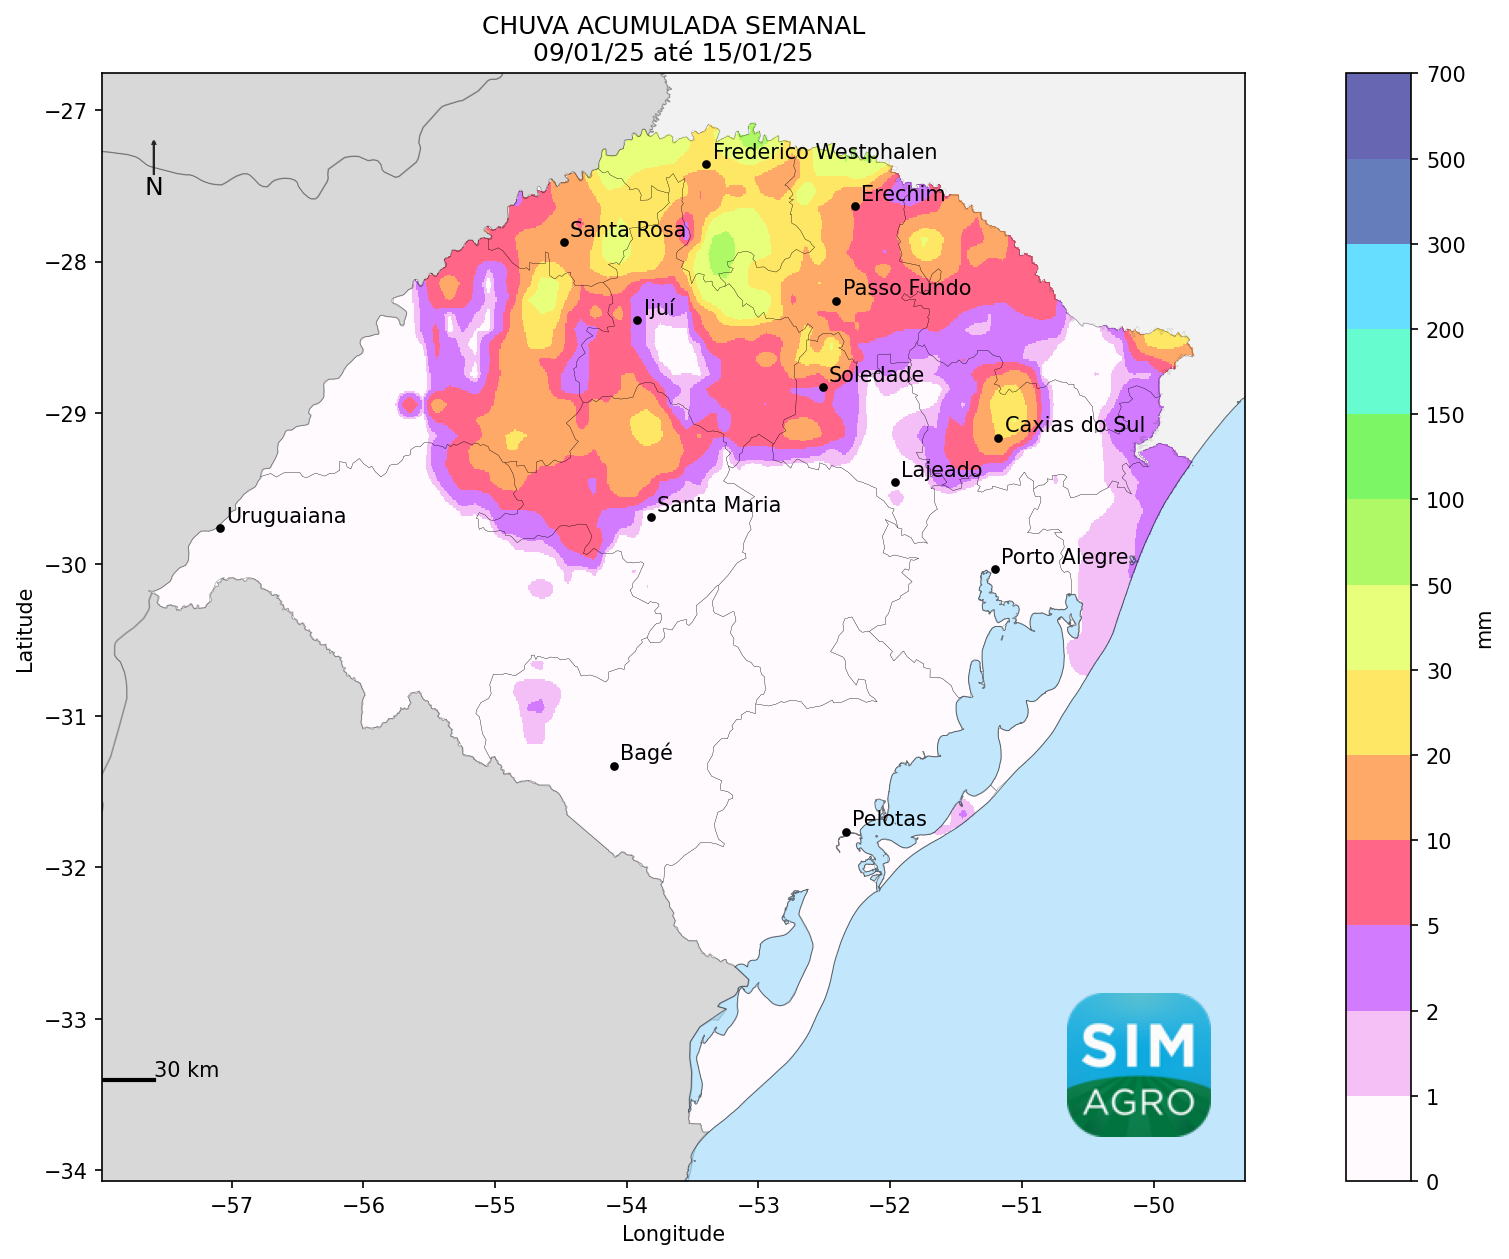 CHUVA ACUMULADA SEMANAL
09/01/25 até 15/01/25
N
Frederico Westphalen
Erechim
Santa Rosa
Passo Fundo
Ijuí
Soledade
Caxias do Sul
Lajeado
Santa Maria
Uruguaiana
Porto Alegre
Bagé
Pelotas
30 km
SIM
AGRO
−27
−28
−29
−30
−31
−32
−33
−34
Latitude
−57
−56
−55
−54
−53
−52
−51
−50
Longitude
700
500
300
200
150
100
50
30
20
10
5
2
1
0
mm